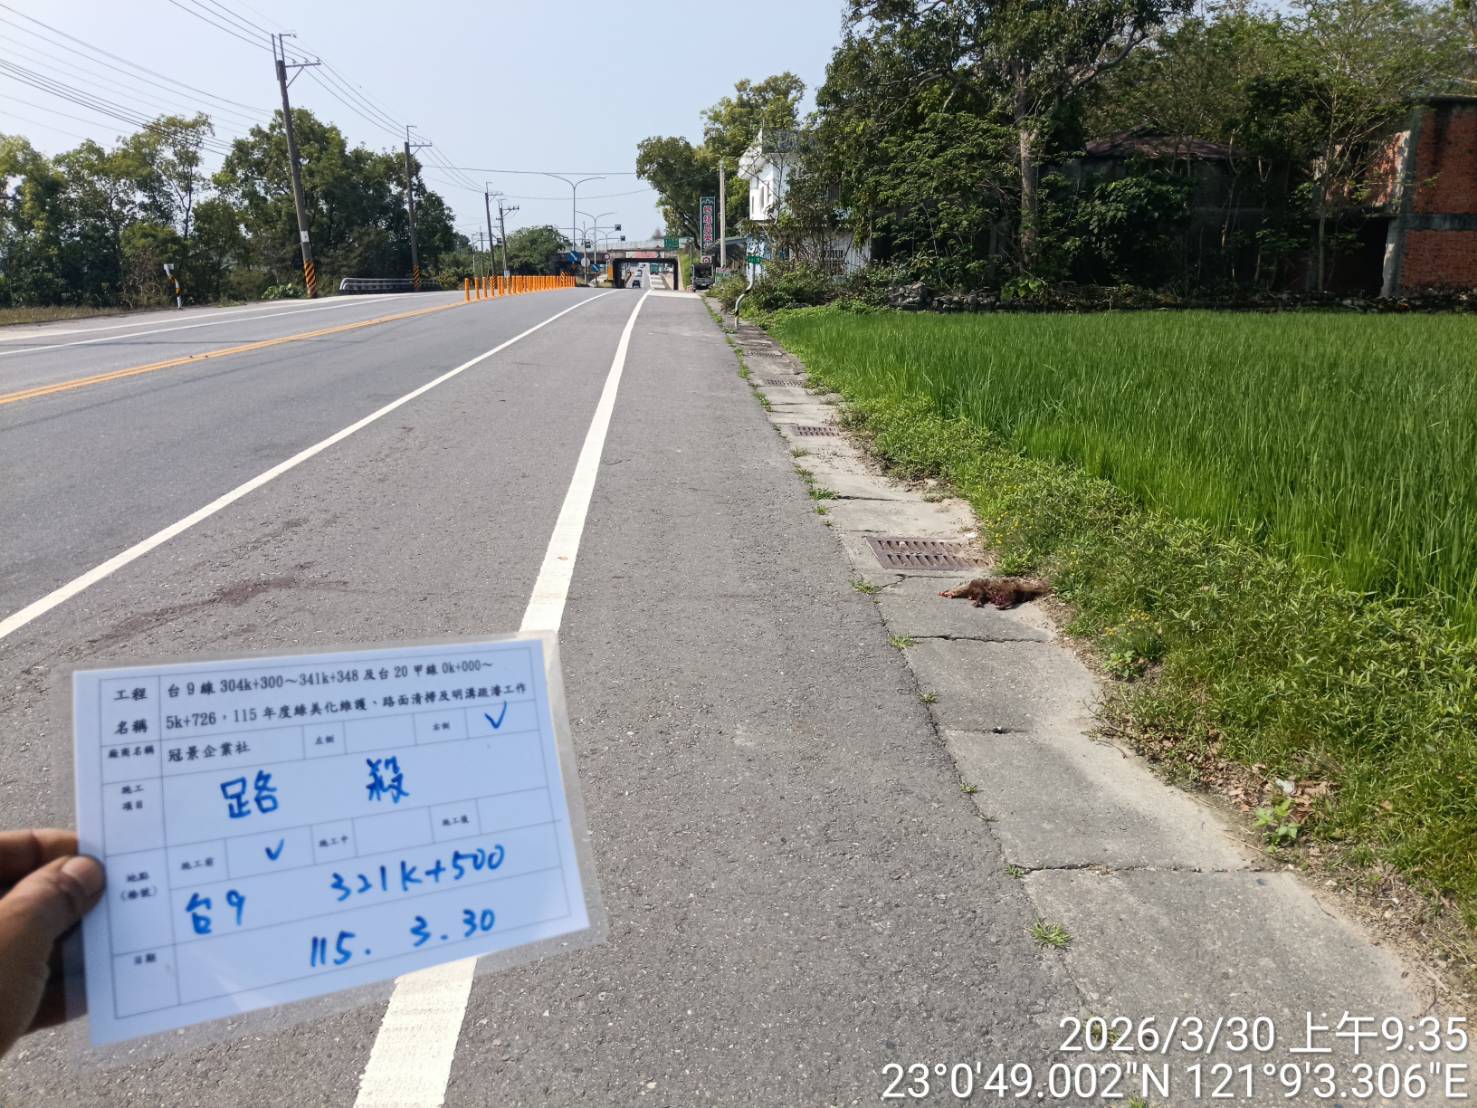 工程名稱 台9線304k+300～341k+348及台20甲線0k+000～
5k+726，115年度綠美化維護、路面清掃及明溝疏濬工作
廠商名稱 冠景企業社 左側 右側 ✓
施工項目 路殺
施工前 ✓ 施工中 施工後
地點(樁號) 台9 321K+500
日期 115.3.30
2026/3/30 上午9:35
23°0'49.002"N 121°9'3.306"E